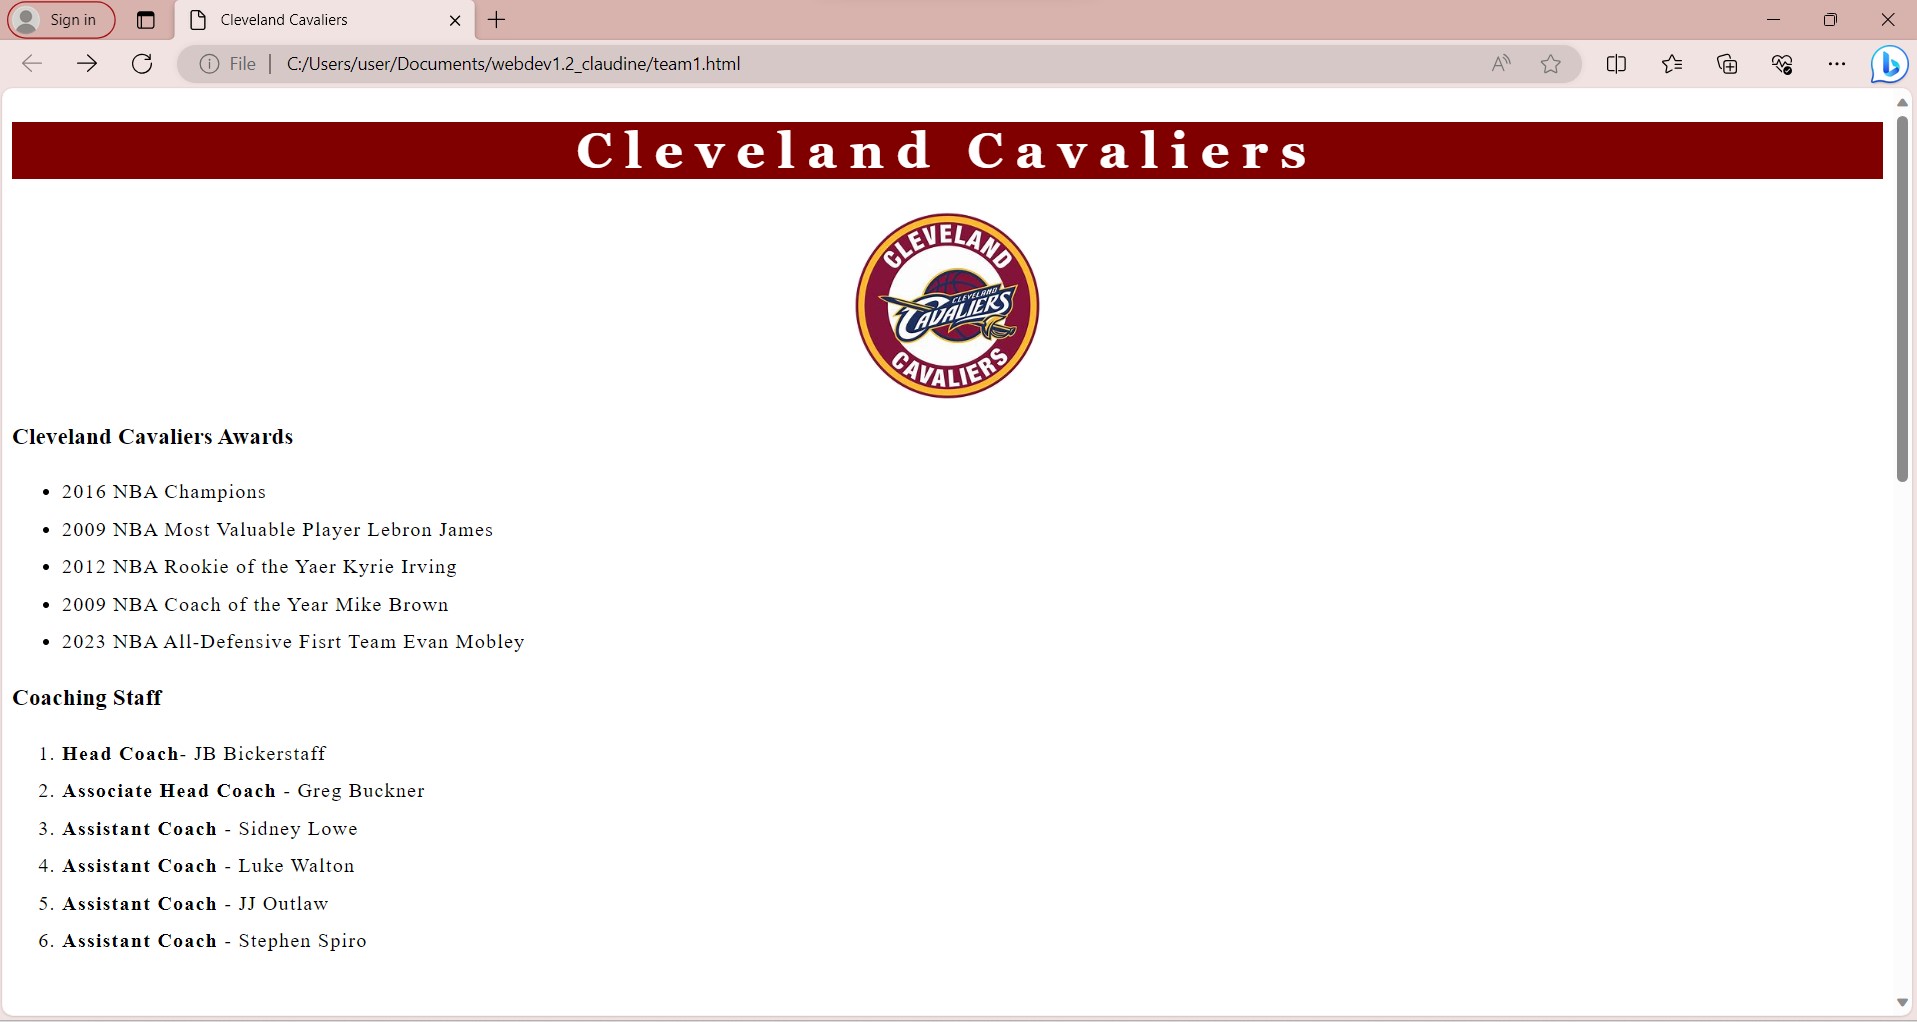 Sign in
Cleveland Cavaliers
File
C:/Users/user/Documents/webdev1.2_claudine/team1.html
Cleveland Cavaliers
CLEVELAND
CLEVELAND
CAVALIERS
CAVALIERS
Cleveland Cavaliers Awards
• 2016 NBA Champions
• 2009 NBA Most Valuable Player Lebron James
• 2012 NBA Rookie of the Yaer Kyrie Irving
• 2009 NBA Coach of the Year Mike Brown
• 2023 NBA All-Defensive Fisrt Team Evan Mobley
Coaching Staff
1. Head Coach- JB Bickerstaff
2. Associate Head Coach - Greg Buckner
3. Assistant Coach - Sidney Lowe
4. Assistant Coach - Luke Walton
5. Assistant Coach - JJ Outlaw
6. Assistant Coach - Stephen Spiro